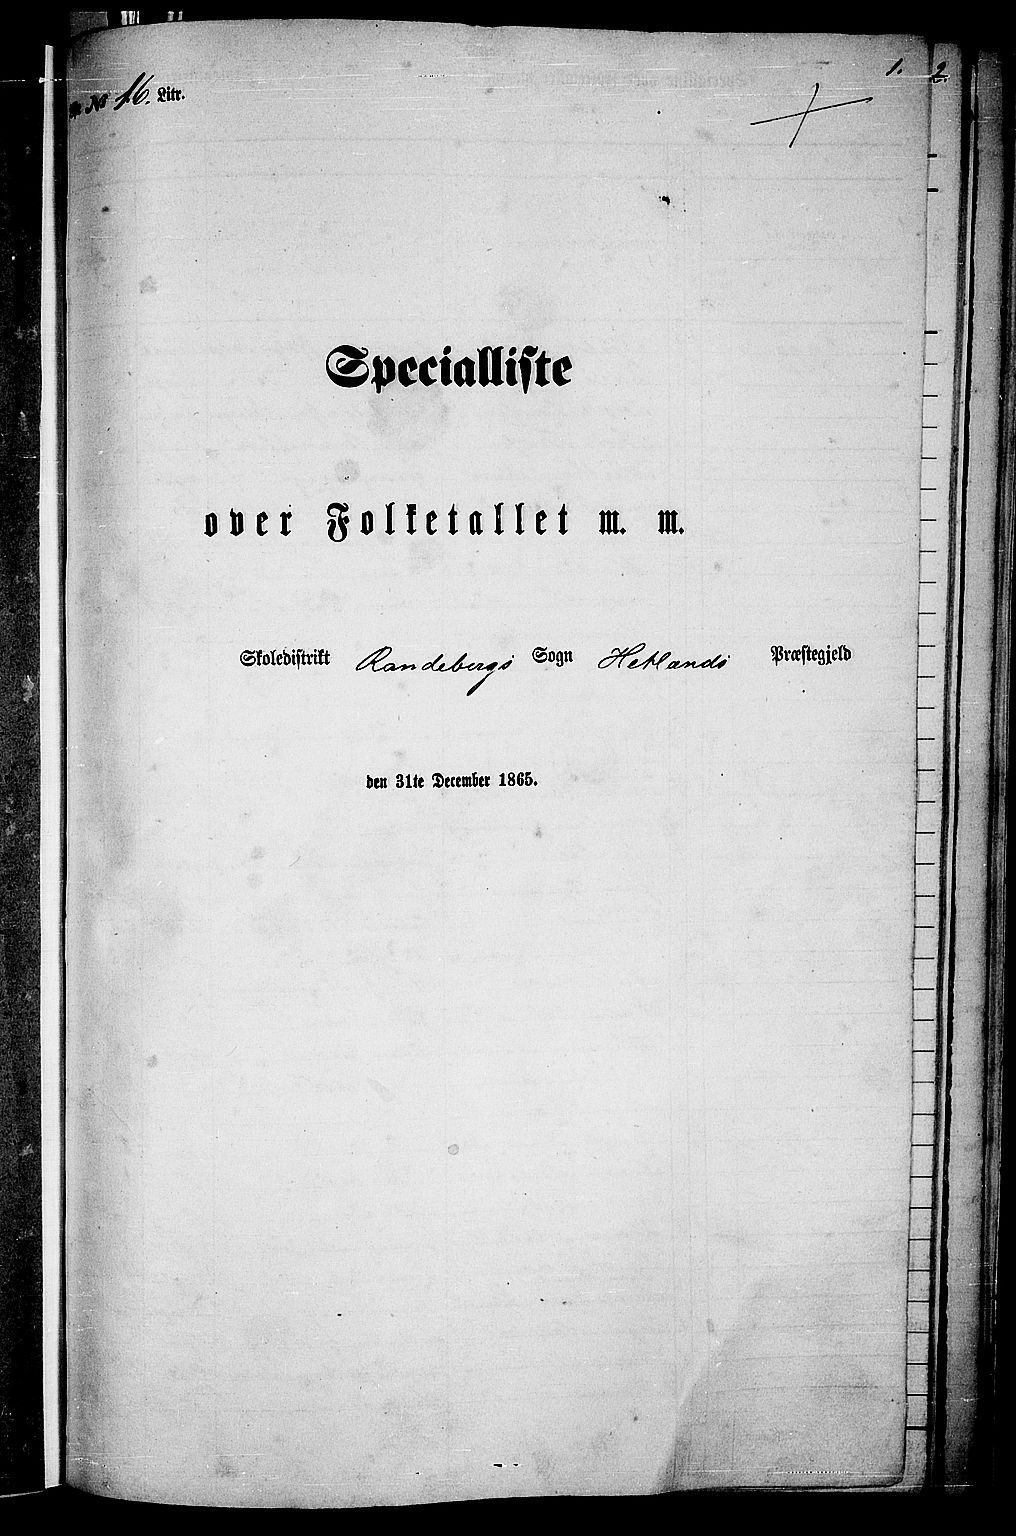 1.
2.
№ 16. Litr.
Specialliste
over Folketallet m. m.
Skoledistrikt Randebergs Sogn Hetlands Præstegjeld
den 31te December 1865.